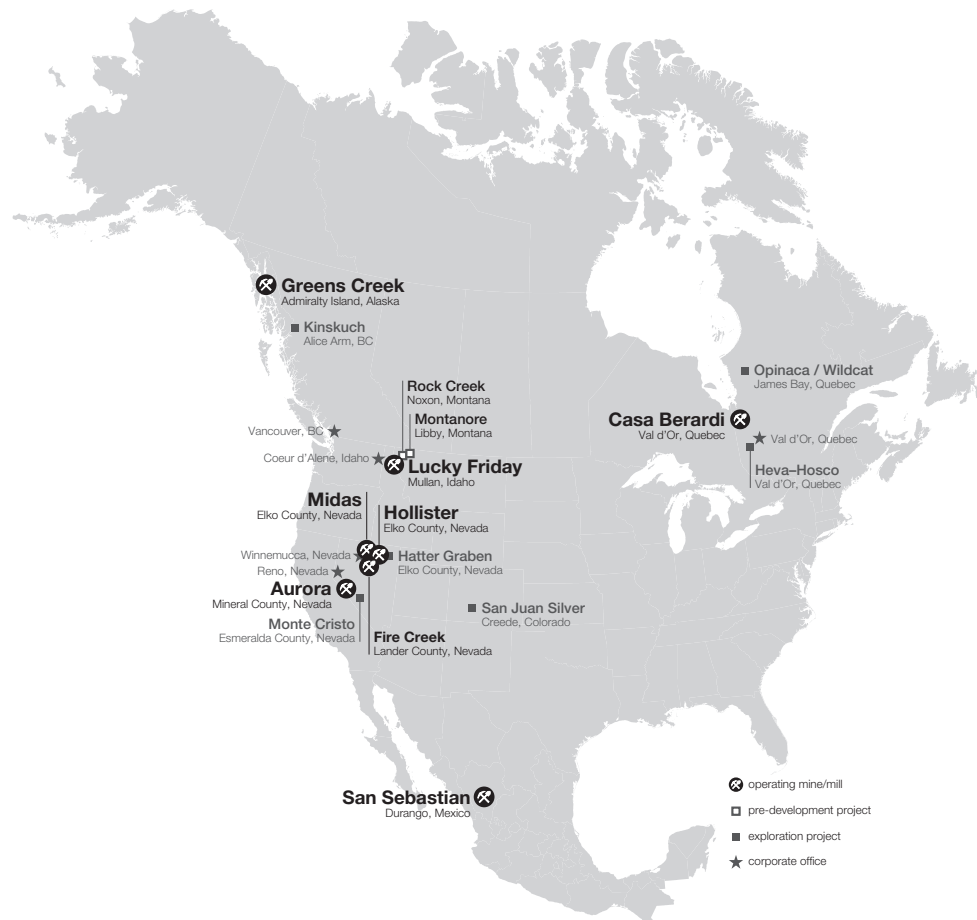 Greens Creek
Admiralty Island, Alaska
Kinskuch
Alice Arm, BC
Rock Creek
Noxon, Montana
Montanore
Libby, Montana
Vancouver, BC
Coeur d'Alene, Idaho
Lucky Friday
Mullan, Idaho
Opinaca / Wildcat
James Bay, Quebec
Casa Berardi
Val d'Or, Quebec
Val d'Or, Quebec
Heva–Hosco
Val d'Or, Quebec
Midas
Elko County, Nevada
Hollister
Elko County, Nevada
Winnemucca, Nevada
Hatter Graben
Elko County, Nevada
Reno, Nevada
Aurora
Mineral County, Nevada
Monte Cristo
Esmeralda County, Nevada
Fire Creek
Lander County, Nevada
San Juan Silver
Creede, Colorado
San Sebastian
Durango, Mexico
operating mine/mill
pre-development project
exploration project
corporate office